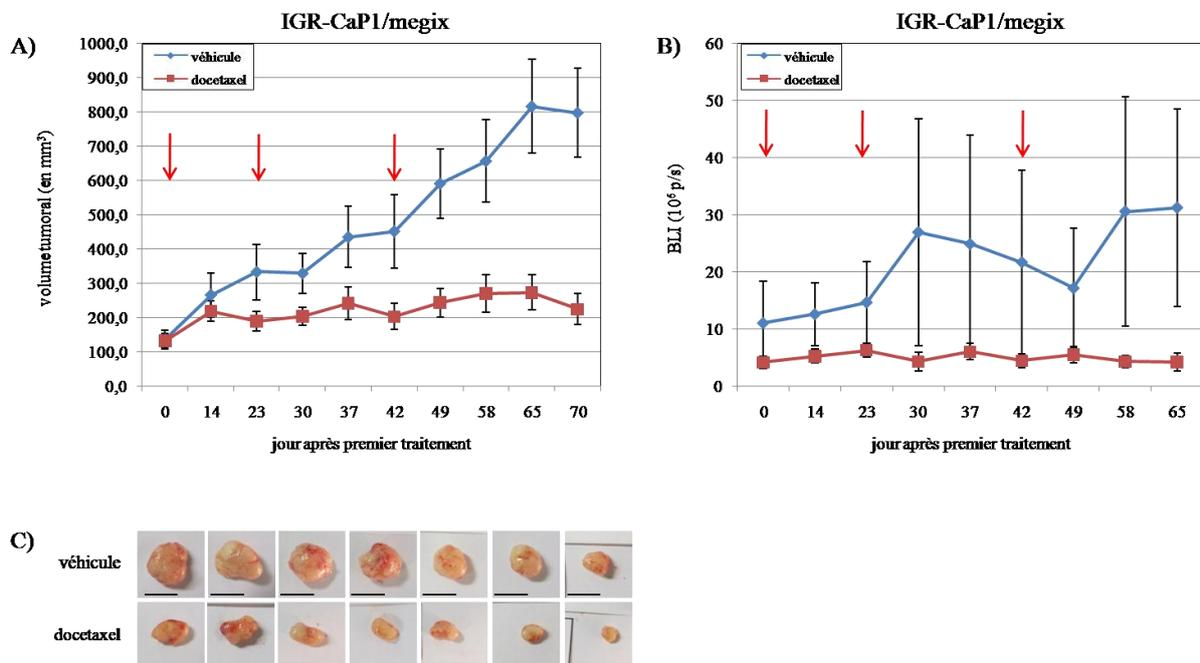 A)
IGR-CaP1/megix
1000,0
900,0
800,0
700,0
600,0
500,0
400,0
300,0
200,0
100,0
0,0
volume tumoral (en mm³)
véhicule
docetaxel
0 14 23 30 37 42 49 58 65 70
jour après premier traitement
B)
IGR-CaP1/megix
60
50
40
30
20
10
0
BLI (10⁶ p/s)
véhicule
docetaxel
0 14 23 30 37 42 49 58 65
jour après premier traitement
C)
véhicule
docetaxel